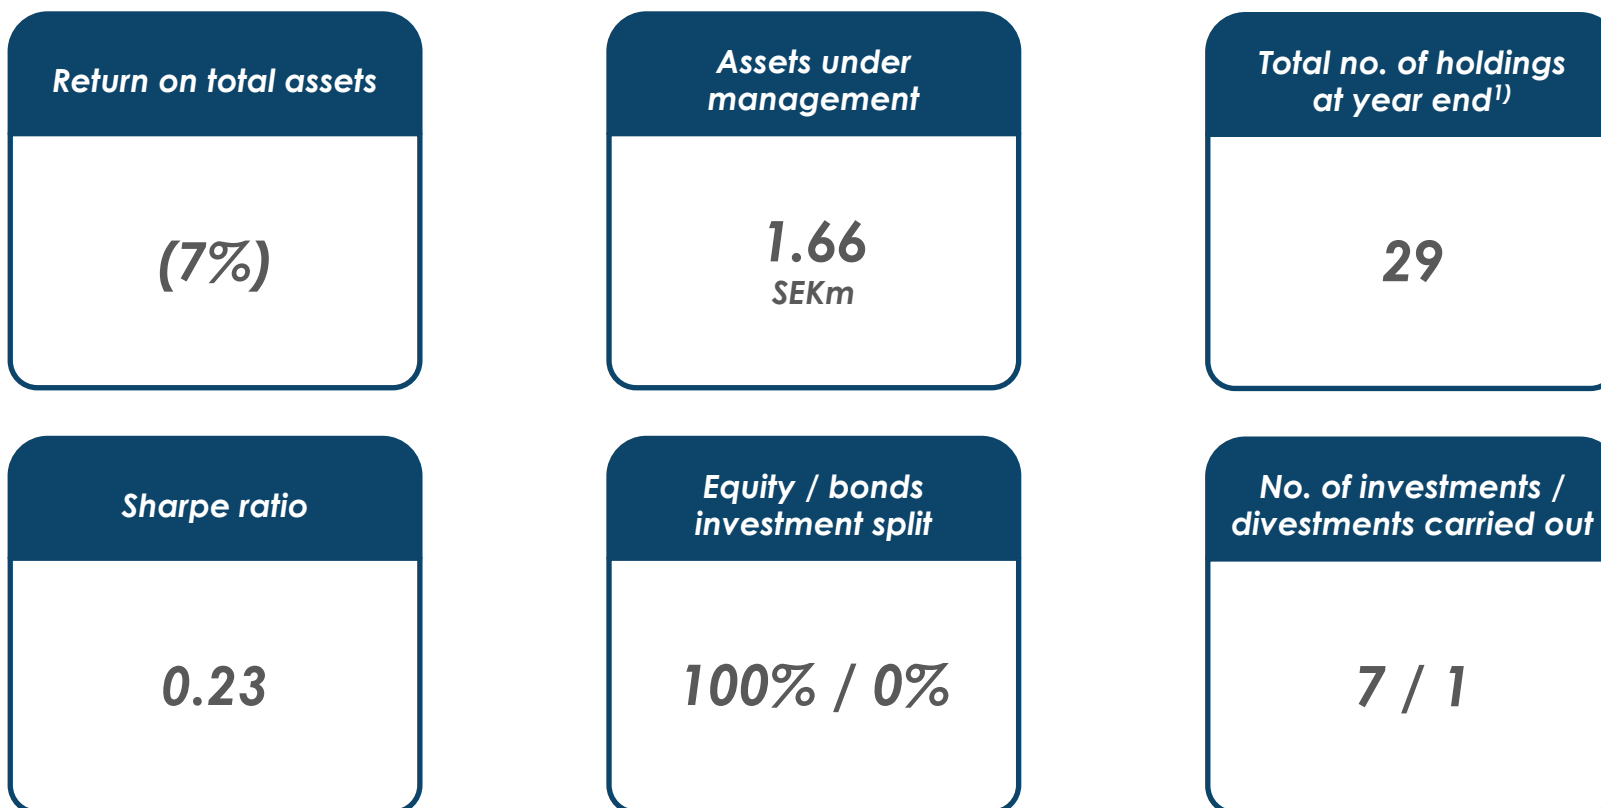 Return on total assets
(7%)
Assets under
management
1.66
SEKm
Total no. of holdings
at year end¹⁾
29
Sharpe ratio
0.23
Equity / bonds
investment split
100% / 0%
No. of investments /
divestments carried out
7 / 1